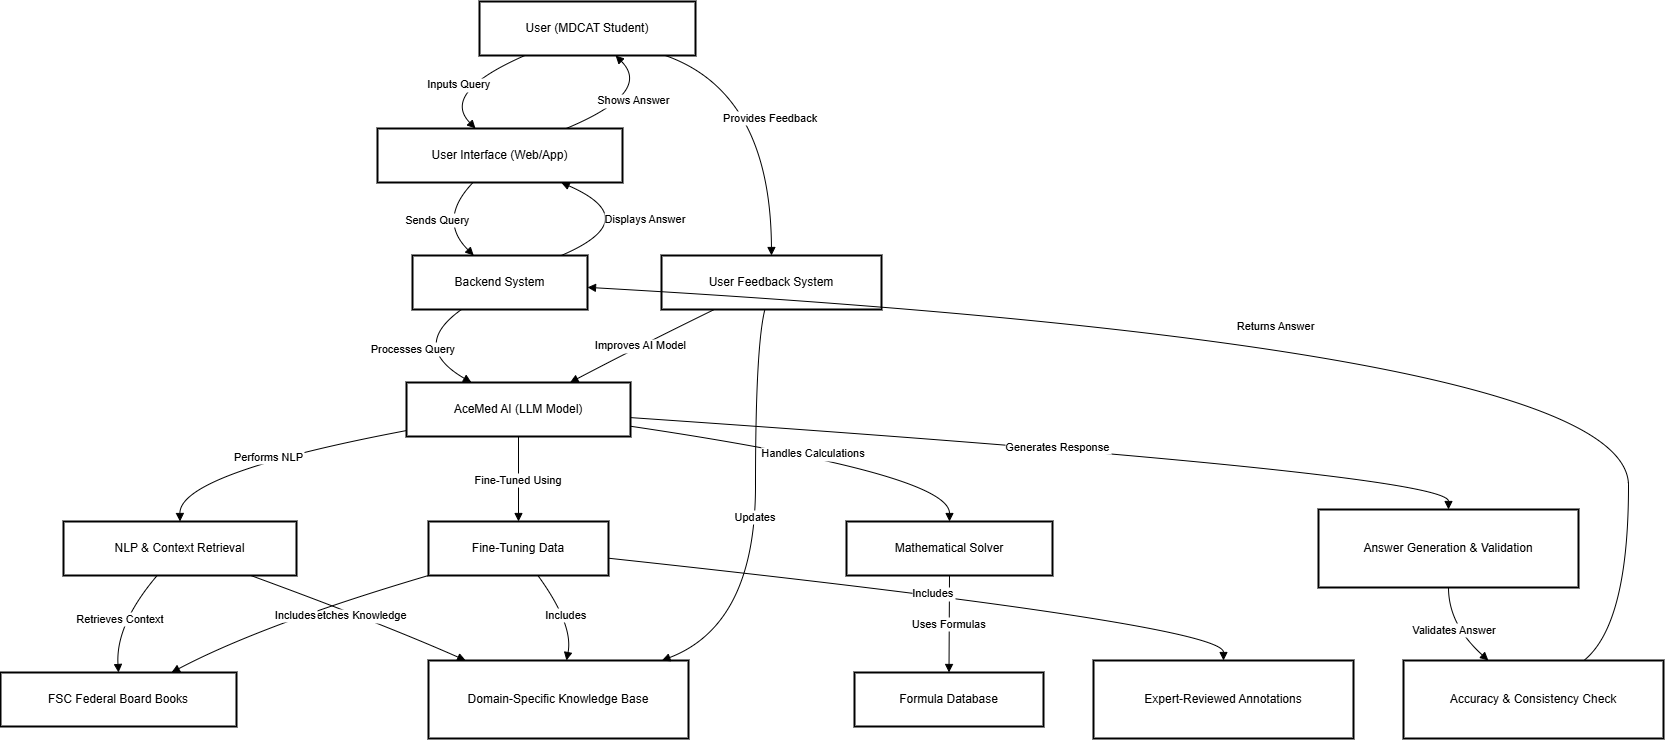 User (MDCAT Student)
Inputs Query
Shows Answer
Provides Feedback
User Interface (Web/App)
Sends Query
Displays Answer
Backend System
User Feedback System
Returns Answer
Processes Query
Improves AI Model
AceMed AI (LLM Model)
Performs NLP
Fine-Tuned Using
Handles Calculations
Generates Response
Updates
NLP & Context Retrieval
Fine-Tuning Data
Mathematical Solver
Answer Generation & Validation
Retrieves Context
Includes
etches Knowledge
Includes
Includes
Uses Formulas
Validates Answer
FSC Federal Board Books
Domain-Specific Knowledge Base
Formula Database
Expert-Reviewed Annotations
Accuracy & Consistency Check